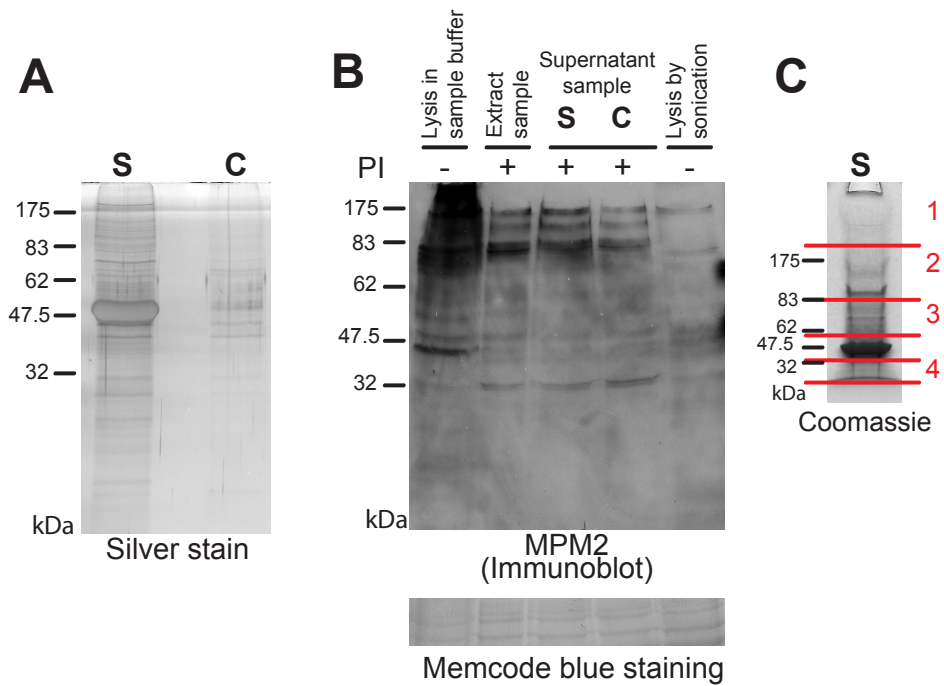 A
S C
175
83
62
47.5
32
kDa
Silver stain
B
Lysis in
sample buffer
Extract
sample
Supernatant
sample
S C
Lysis by
sonication
PI - + + + -
175
83
62
47.5
32
kDa
MPM2
(Immunoblot)
Memcode blue staining
C
S
1
175
2
83
3
62
47.5
32
4
kDa
Coomassie